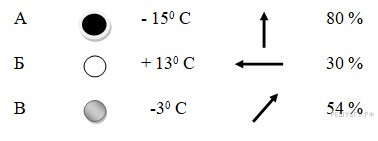 А - 15⁰ С 80 %
Б + 13⁰ С 30 %
В -3⁰ С 54 %